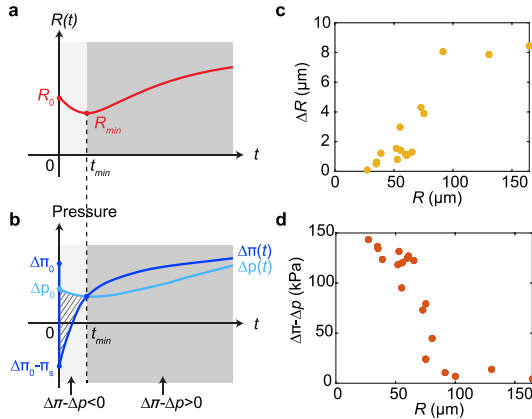 a
R(t)
R0
Rmin
0
tmin
t
b
Pressure
Δπ0
Δp0
Δπ(t)
Δp(t)
0
tmin
t
Δπ0-πs
Δπ-Δp<0
Δπ-Δp>0
c
10
8
6
4
2
0
ΔR (μm)
0
50
100
150
R (μm)
d
150
100
50
0
Δπ-Δp (kPa)
0
50
100
150
R (μm)